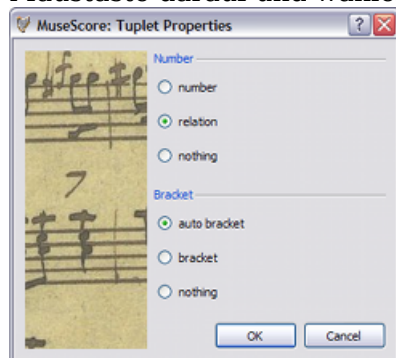 MuseScore: Tuplet Properties
?
X
Number
number
relation
nothing
7
Bracket
auto bracket
bracket
nothing
OK
Cancel